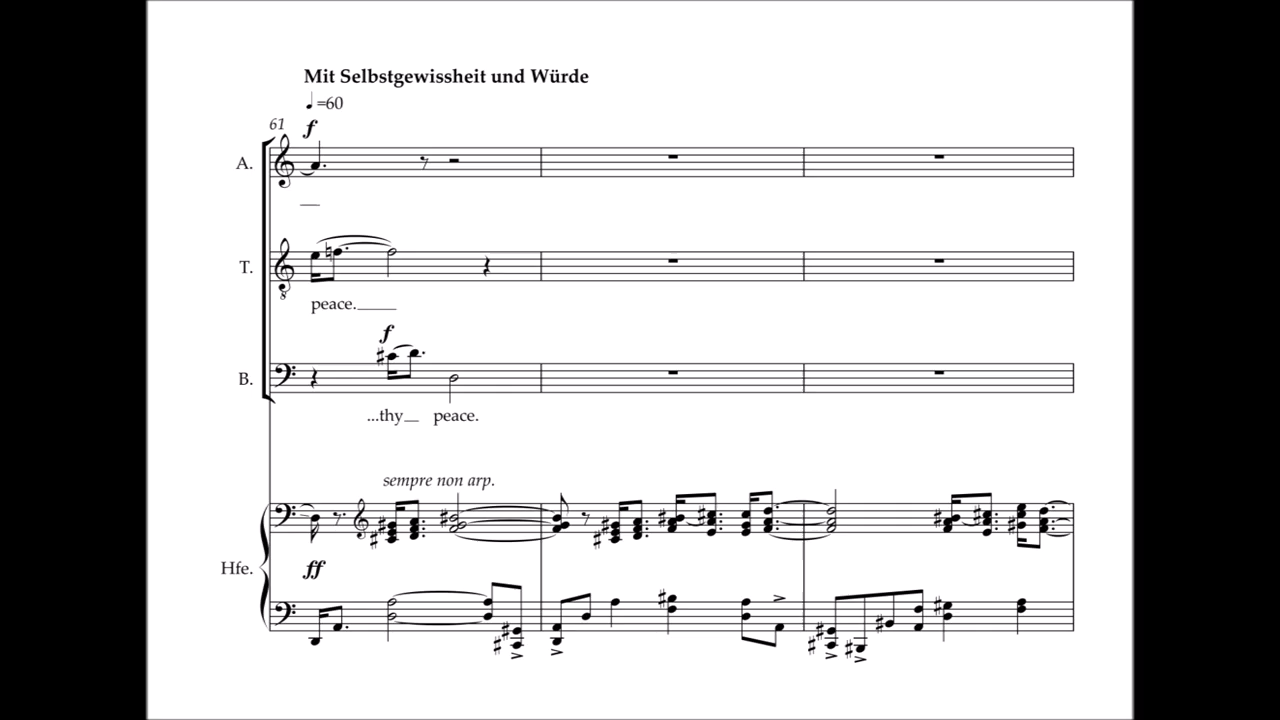 Mit Selbstgewissheit und Würde
♩=60
61
f
A.
T.
peace.
f
B.
...thy peace.
sempre non arp.
Hfe.
ff